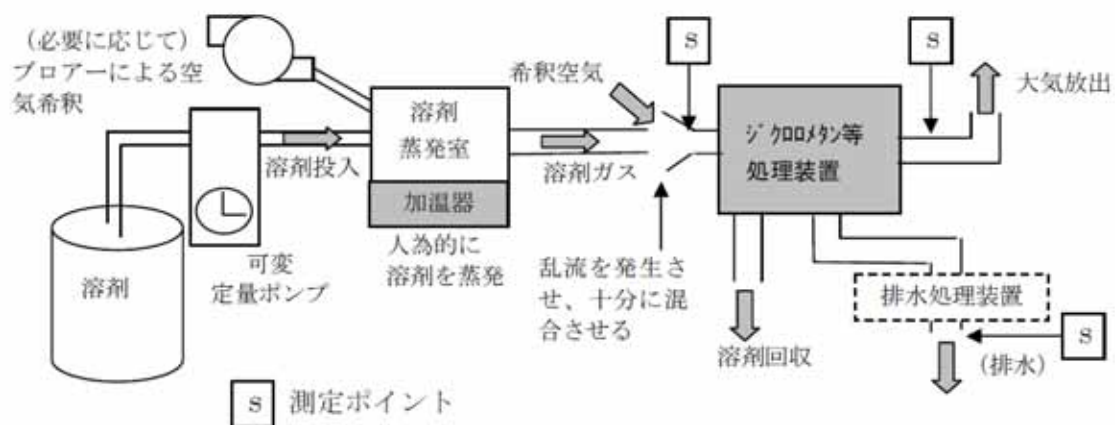 （必要に応じて）
ブロアーによる空
気希釈
溶剤
蒸発室
溶剤投入
加温器
人為的に
溶剤を蒸発
可変
定量ポンプ
溶剤
希釈空気
溶剤ガス
乱流を発生さ
せ、十分に混
合させる
S
S
大気放出
ｼﾞｸﾛﾛﾒﾀﾝ等
処理装置
溶剤回収
排水処理装置
S
（排水）
S 測定ポイント